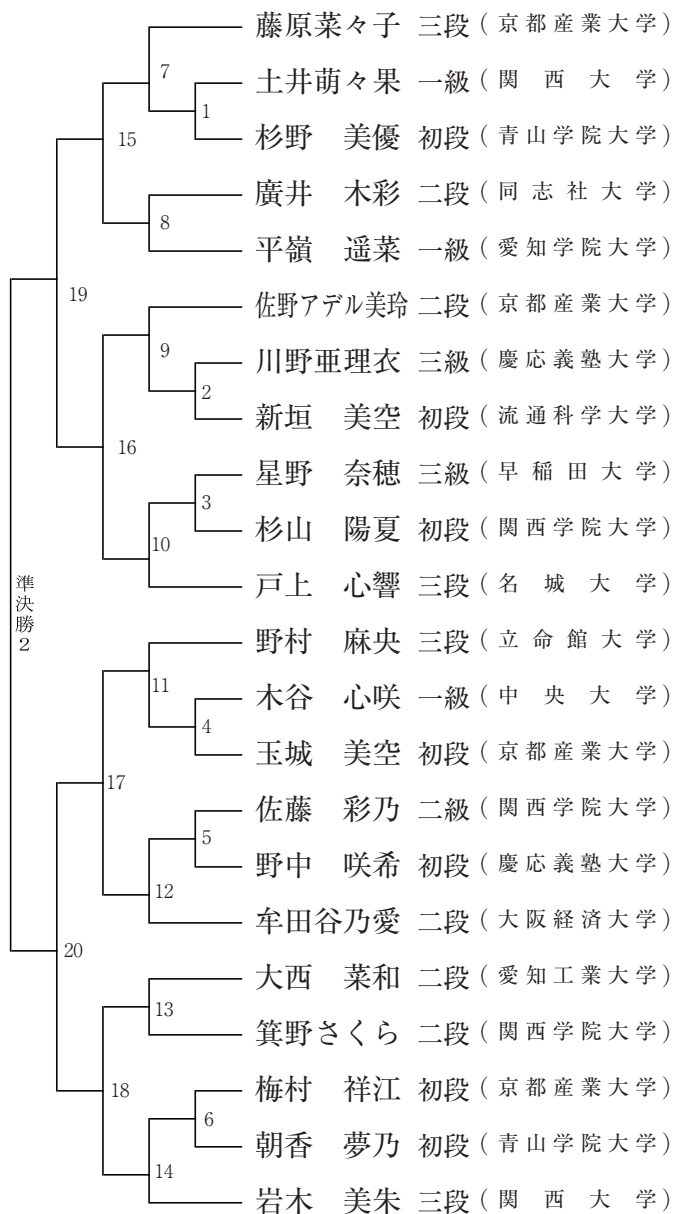 藤原菜々子 三段 (京都産業大学)
7
土井萌々果 一級 (関西大学)
1
15
杉野 美優 初段 (青山学院大学)
廣井 木彩 二段 (同志社大学)
8
平嶺 遥菜 一級 (愛知学院大学)
19
佐野アデル美玲 二段 (京都産業大学)
9
川野亜理衣 三級 (慶応義塾大学)
2
新垣 美空 初段 (流通科学大学)
16
星野 奈穂 三級 (早稲田大学)
3
杉山 陽夏 初段 (関西学院大学)
10
戸上 心響 三段 (名城大学)
準決勝2
野村 麻央 三段 (立命館大学)
11
木谷 心咲 一級 (中央大学)
4
玉城 美空 初段 (京都産業大学)
17
佐藤 彩乃 二級 (関西学院大学)
5
野中 咲希 初段 (慶応義塾大学)
12
牟田谷乃愛 二段 (大阪経済大学)
20
大西 菜和 二段 (愛知工業大学)
13
箕野さくら 二段 (関西学院大学)
18
梅村 祥江 初段 (京都産業大学)
6
朝香 夢乃 初段 (青山学院大学)
14
岩木 美朱 三段 (関西大学)